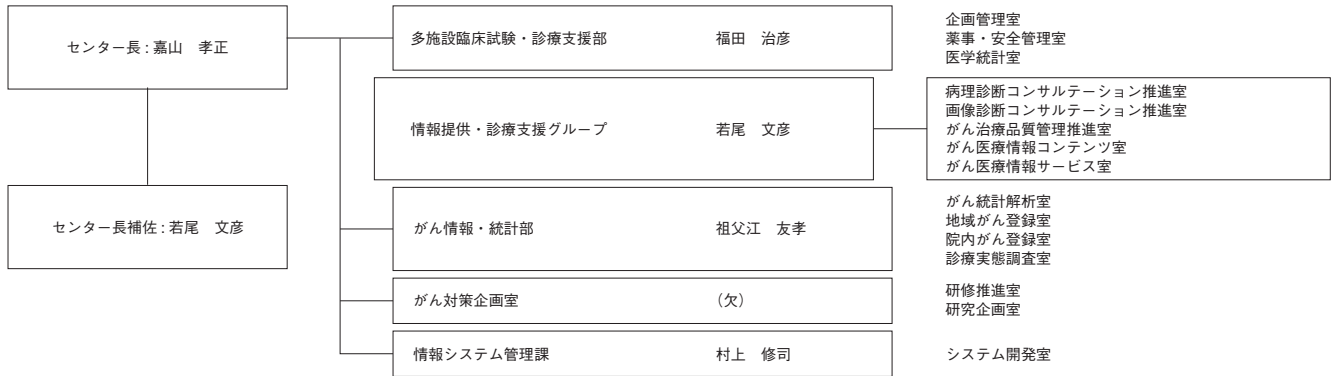 センター長：嘉山　孝正
センター長補佐：若尾　文彦
多施設臨床試験・診療支援部　福田　治彦
企画管理室
薬事・安全管理室
医学統計室
情報提供・診療支援グループ　若尾　文彦
病理診断コンサルテーション推進室
画像診断コンサルテーション推進室
がん治療品質管理推進室
がん医療情報コンテンツ室
がん医療情報サービス室
がん情報・統計部　祖父江　友孝
がん統計解析室
地域がん登録室
院内がん登録室
診療実態調査室
がん対策企画室　（欠）
研修推進室
研究企画室
情報システム管理課　村上　修司
システム開発室